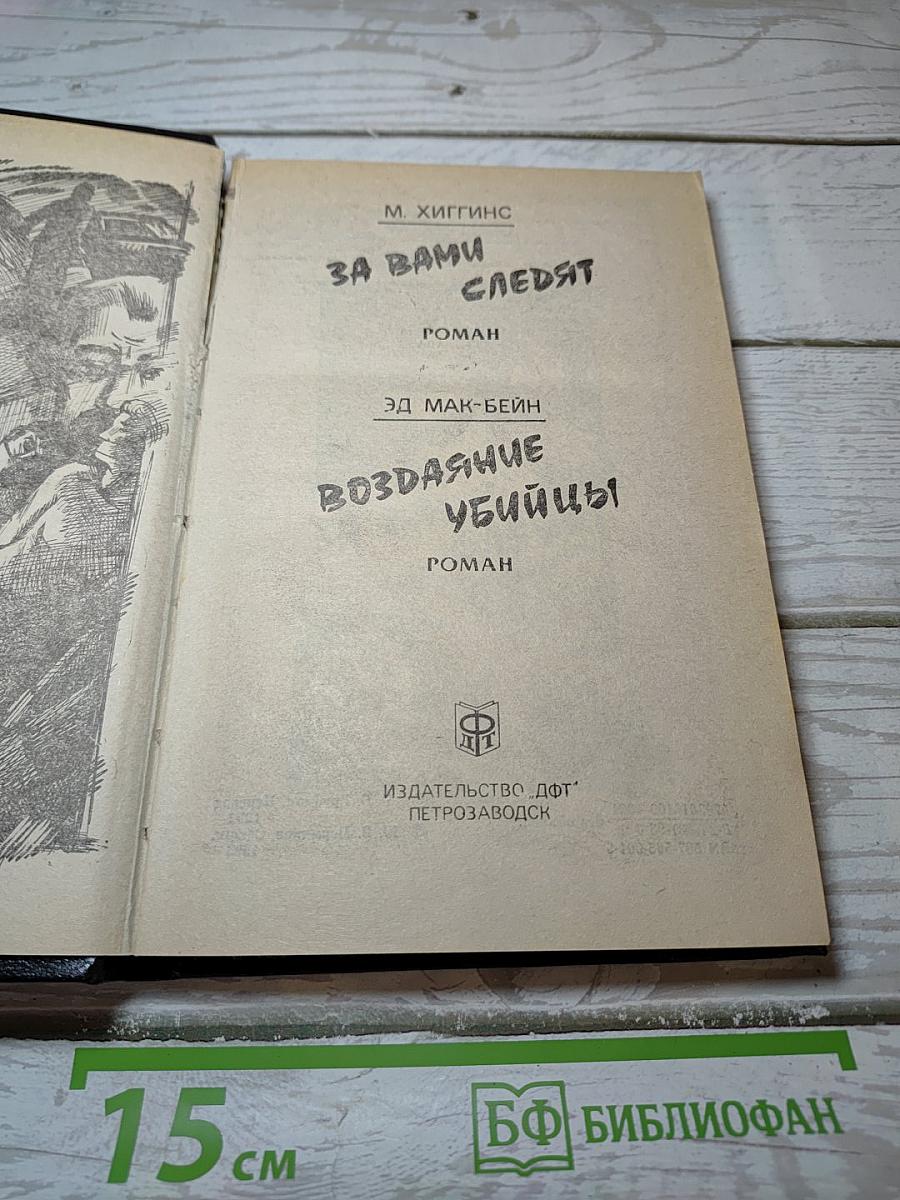 М. ХИГГИНС
ЗА ВАМИ
СЛЕДЯТ
РОМАН
ЭД МАК-БЕЙН
ВОЗДАЯНИЕ
УБИЙЦЫ
РОМАН
ДФТ
ИЗДАТЕЛЬСТВО „ДФТ"
ПЕТРОЗАВОДСК
15 см
БФ БИБЛИОФАН